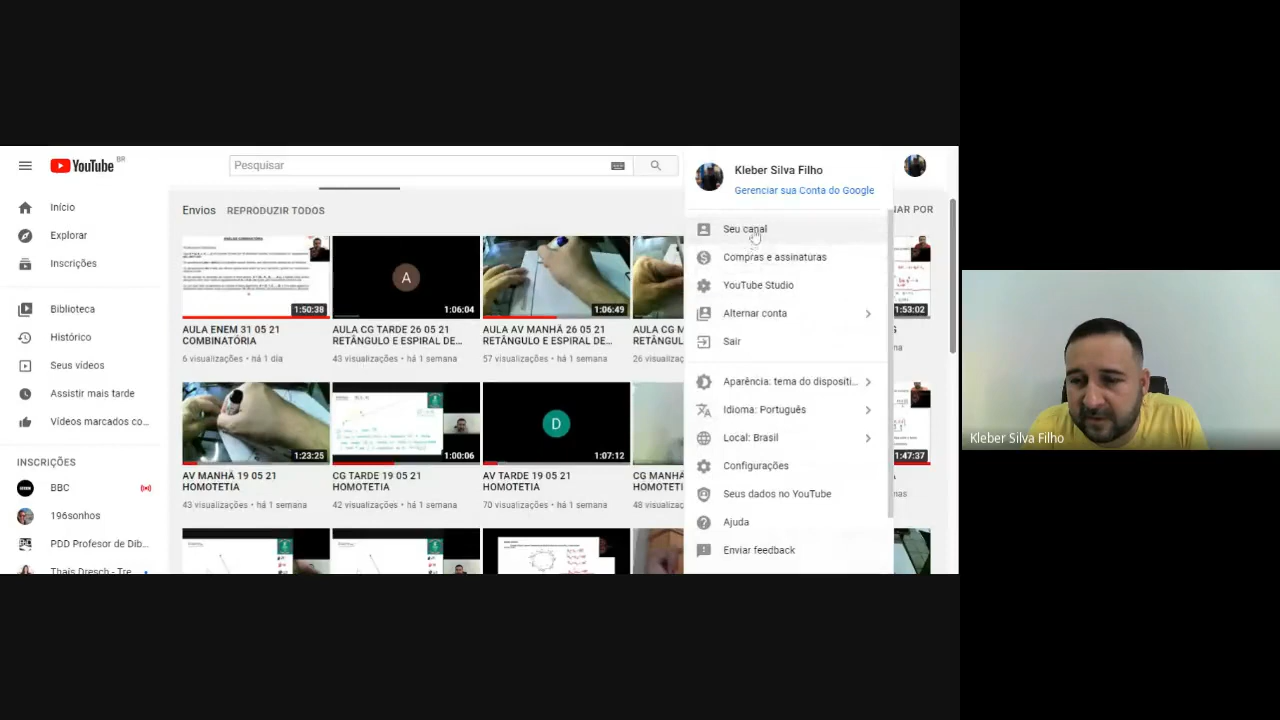 YouTube BR
Pesquisar
Início
Explorar
Inscrições
Biblioteca
Histórico
Seus vídeos
Assistir mais tarde
Vídeos marcados co...
INSCRIÇÕES
BBC
196sonhos
PDD Profesor de Dib...
Thaís Dresch - Tre
Envios REPRODUZIR TODOS
1:50:38
AULA ENEM 31 05 21
COMBINATÓRIA
6 visualizações • há 1 dia
A
1:06:04
AULA CG TARDE 26 05 21
RETÂNGULO E ESPIRAL DE...
43 visualizações • há 1 semana
1:06:49
AULA AV MANHÃ 26 05 21
RETÂNGULO E ESPIRAL DE...
57 visualizações • há 1 semana
AULA CG M
RETÂNGUL
26 visualiza
1:53:02
1:23:25
AV MANHÃ 19 05 21
HOMOTETIA
43 visualizações • há 1 semana
1:00:06
CG TARDE 19 05 21
HOMOTETIA
42 visualizações • há 1 semana
D
1:07:12
AV TARDE 19 05 21
HOMOTETIA
70 visualizações • há 1 semana
CG MANHÃ
HOMOTETI
48 visualiza
1:47:37
Kleber Silva Filho
Gerenciar sua Conta do Google
Seu canal
Compras e assinaturas
YouTube Studio
Alternar conta
Sair
Aparência: tema do dispositi...
Idioma: Português
Local: Brasil
Configurações
Seus dados no YouTube
Ajuda
Enviar feedback
NAR POR
Kleber Silva Filho